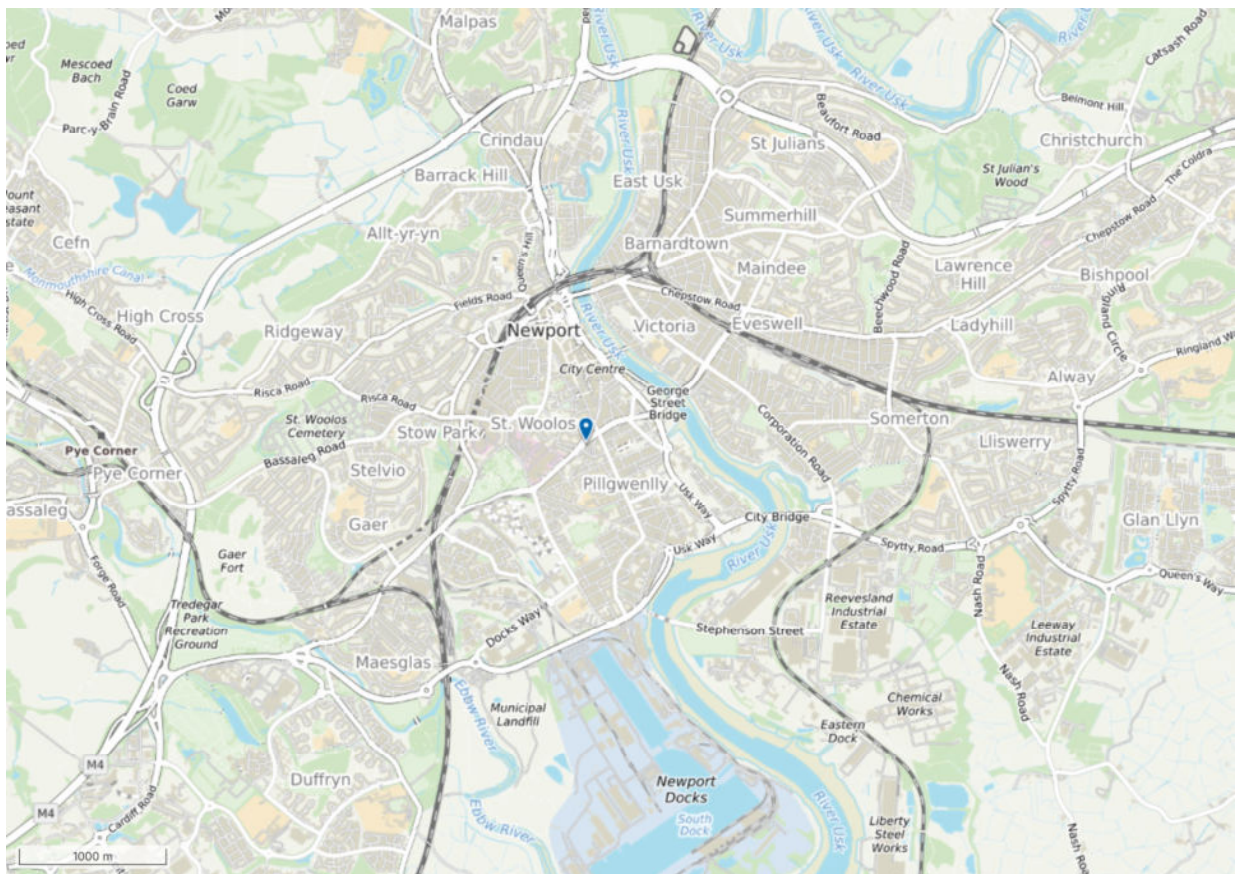 Malpas
Road
River Usk
River Usk
River Usk
River Usk
Catsash Road
Mescoed
Bach
Coed
Garw
Parc-y-Brain Road
Belmont Hill
Beaufort Road
Christchurch
Crindau
St Julians
The Coldra
Barrack Hill
East Usk
St Julian's
Wood
Cefn
Allt-yr-yn
Summerhill
Chepstow Road
Queen's Hill
Barnardtown
Beechwood Road
Monmouthshire Canal
Maindee
Lawrence
Hill
Bishpool
High Cross Road
High Cross
Fields Road
Chepstow Road
Ringland Circle
Ridgeway
Newport
River Usk
Victoria
Eveswell
Ladyhill
City Centre
Alway
Risca Road
Risca Road
George
Street
Bridge
St. Woolos
Cemetery
Stow Park
St. Woolos
Corporation Road
Somerton
Lliswerry
Pye Corner
Bassaleg Road
Pye Corner
Stelvio
Pillgwenlly
Spytty Road
Usk Way
Gaer
City Bridge
Glan Llyn
Gaer
Fort
Usk Way
River Usk
Spytty Road
Forge Road
Nash Road
Queen's Way
Tredegar
Park
Recreation
Ground
Docks Way
Stephenson Street
Reevesland
Industrial
Estate
Leeway
Industrial
Estate
Maesglas
Ebbw River
Municipal
Landfill
Nash Road
Chemical
Works
Eastern
Dock
M4
Duffryn
Newport
Docks
River Usk
M4
Cardiff Road
Ebbw River
South
Dock
Liberty
Steel
Works
1000 m